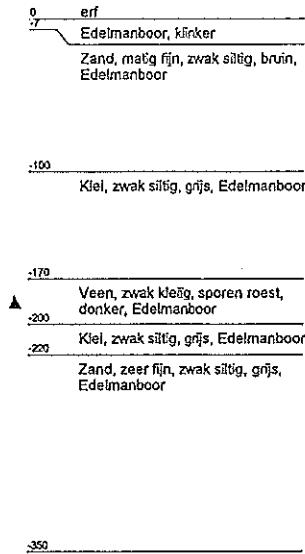 0 erf
-7
Edelmanboor, klinker
Zand, matig fijn, zwak siltig, bruin,
Edelmanboor
-100
Klei, zwak siltig, grijs, Edelmanboor
-170
Veen, zwak kleiig, sporen roest,
donker, Edelmanboor
-200
Klei, zwak siltig, grijs, Edelmanboor
-220
Zand, zeer fijn, zwak siltig, grijs,
Edelmanboor
-350